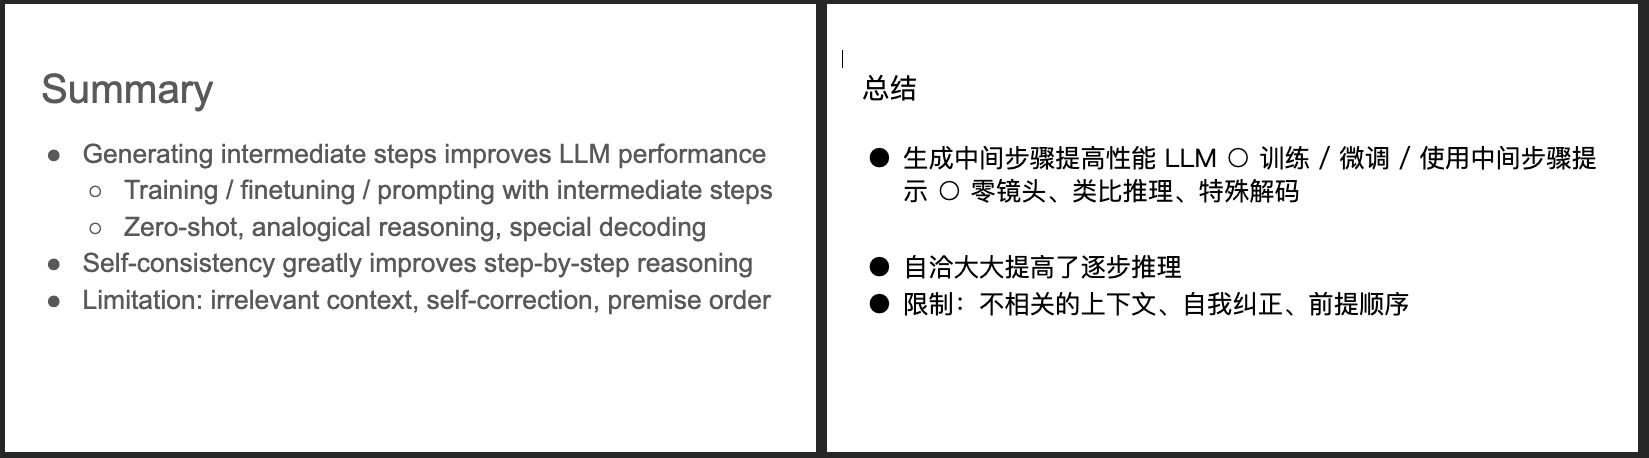 Summary
● Generating intermediate steps improves LLM performance
○ Training / finetuning / prompting with intermediate steps
○ Zero-shot, analogical reasoning, special decoding
● Self-consistency greatly improves step-by-step reasoning
● Limitation: irrelevant context, self-correction, premise order
总结
● 生成中间步骤提高性能 LLM ○ 训练 / 微调 / 使用中间步骤提
示 ○ 零镜头、类比推理、特殊解码
● 自洽大大提高了逐步推理
● 限制：不相关的上下文、自我纠正、前提顺序